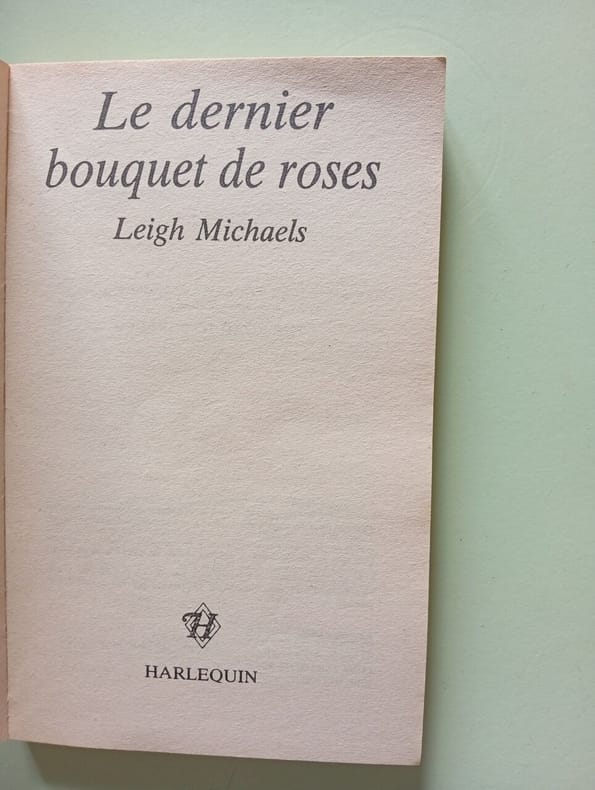 Le dernier
bouquet de roses
Leigh Michaels
H
HARLEQUIN